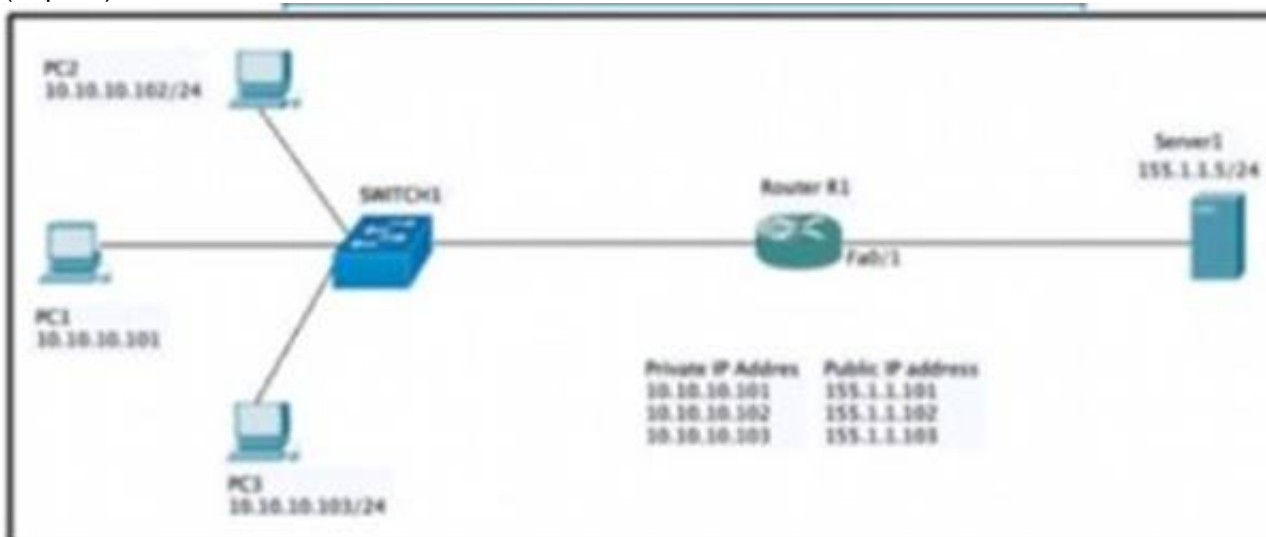 PC2
10.10.10.102/24
SWITCH1
Router R1
Server1
155.1.1.5/24
Fa0/1
PC1
10.10.10.101
Private IP Addres Public IP address
10.10.10.101 155.1.1.101
10.10.10.102 155.1.1.102
10.10.10.103 155.1.1.103
PC3
10.10.10.103/24